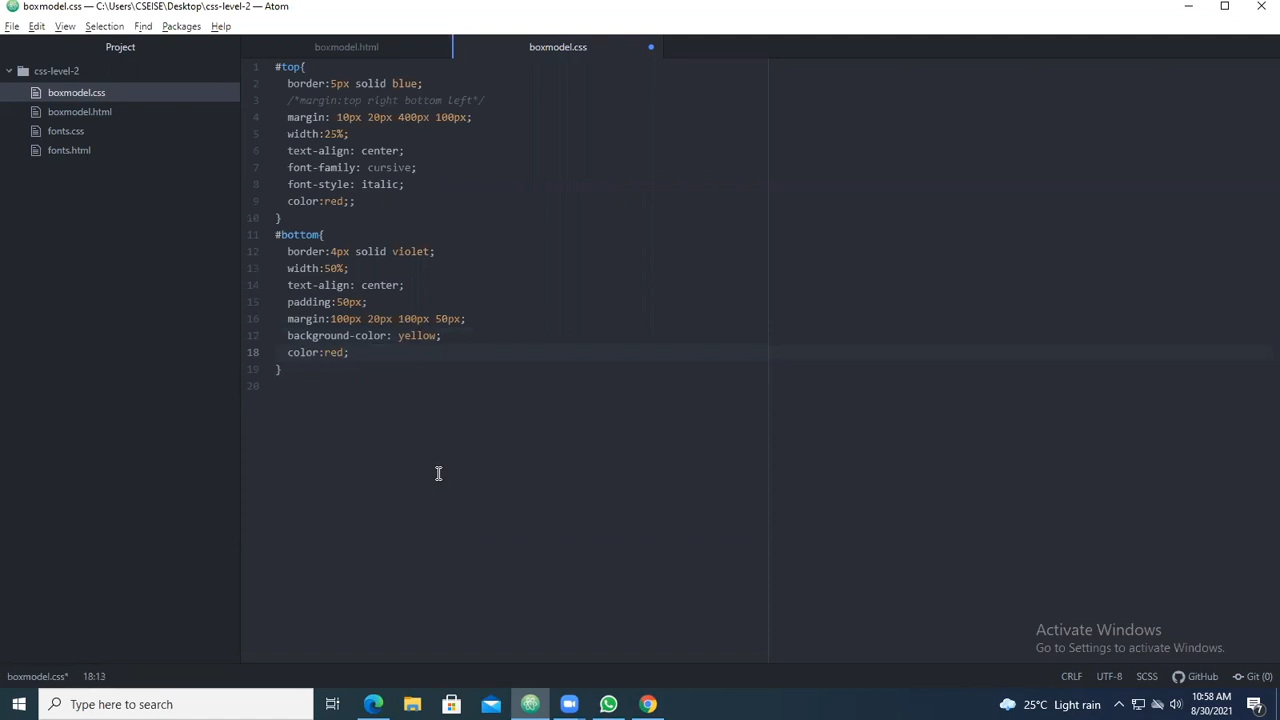 boxmodel.css — C:\Users\CSEISE\Desktop\css-level-2 — Atom
File Edit View Selection Find Packages Help
Project
boxmodel.html
boxmodel.css
css-level-2
boxmodel.css
boxmodel.html
fonts.css
fonts.html
1 #top{
2 border:5px solid blue;
3 /*margin:top right bottom left*/
4 margin: 10px 20px 400px 100px;
5 width:25%;
6 text-align: center;
7 font-family: cursive;
8 font-style: italic;
9 color:red;;
10 }
11 #bottom{
12 border:4px solid violet;
13 width:50%;
14 text-align: center;
15 padding:50px;
16 margin:100px 20px 100px 50px;
17 background-color: yellow;
18 color:red;
19 }
20
Activate Windows
Go to Settings to activate Windows.
boxmodel.css* 18:13 CRLF UTF-8 SCSS GitHub Git (0)
Type here to search
25°C Light rain
10:58 AM
8/30/2021
7